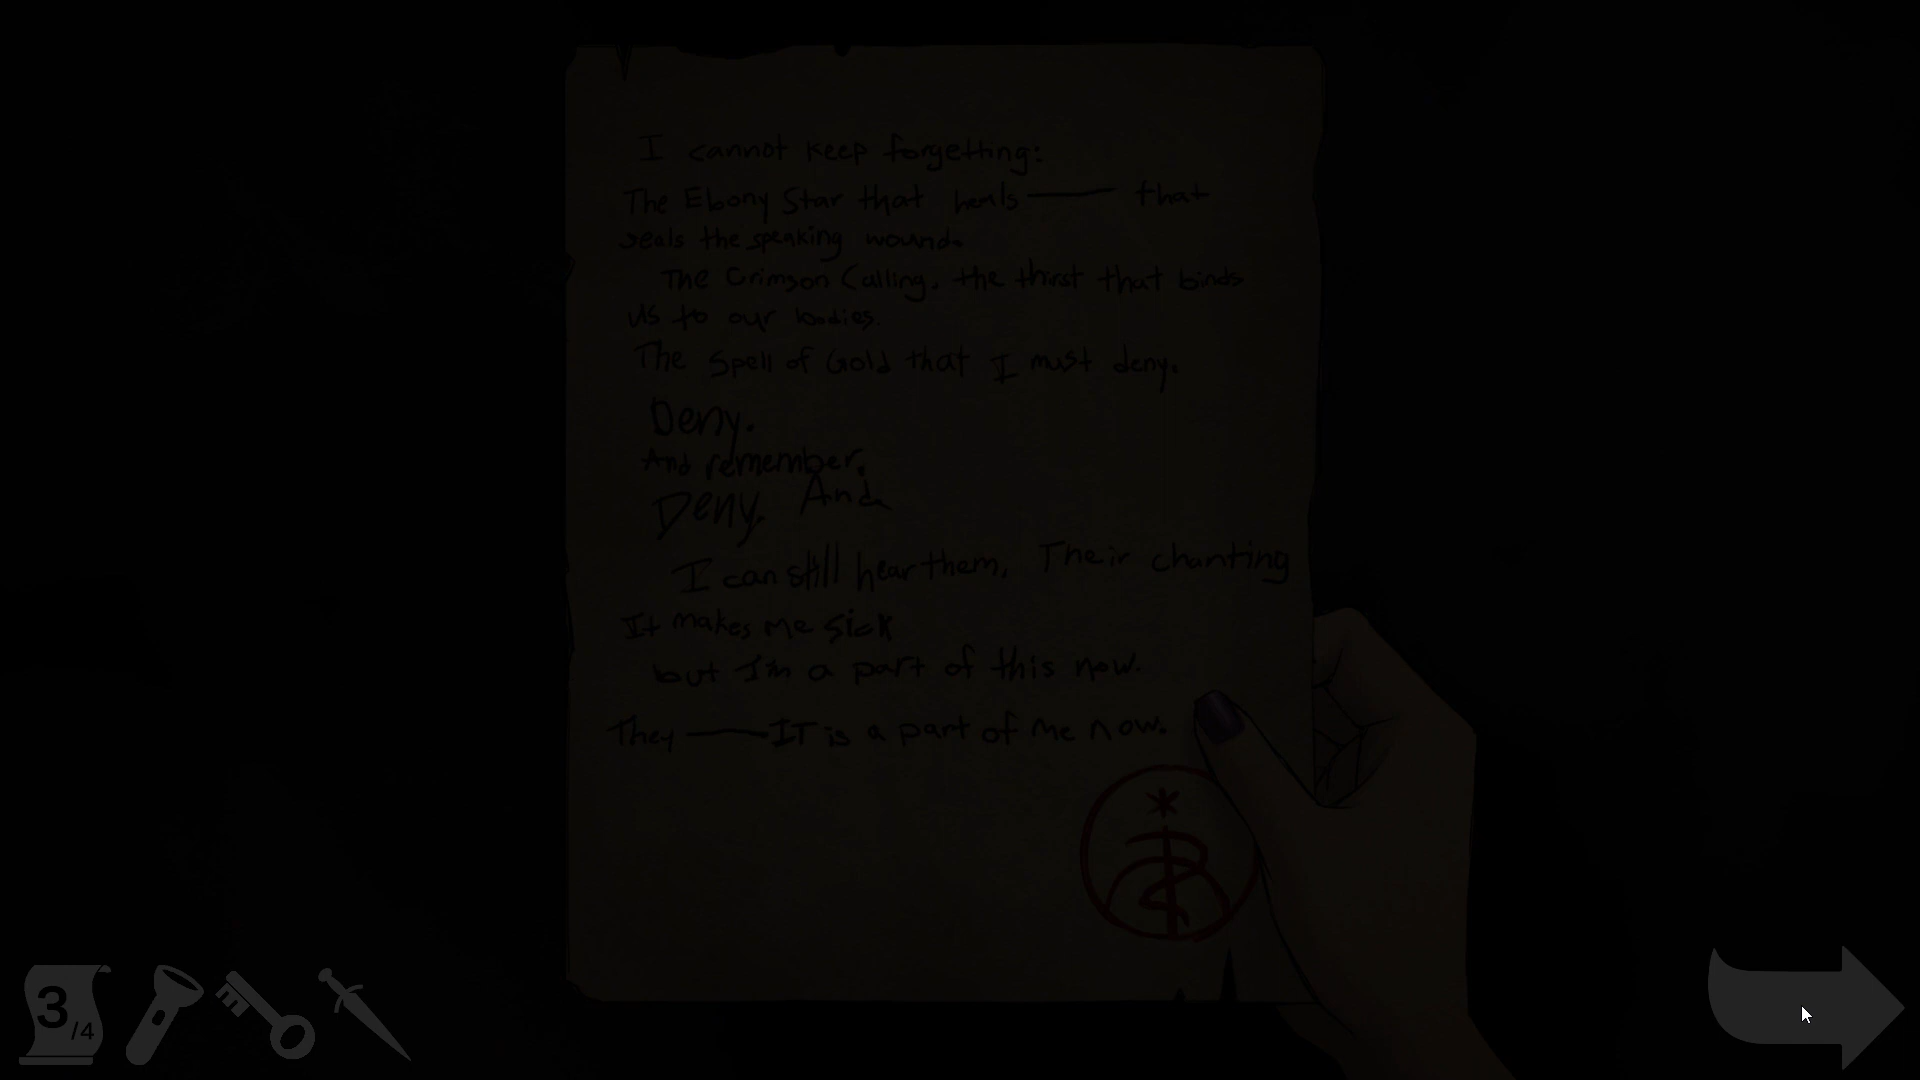 I cannot keep forgetting:
The Ebony Star that heals —— that
seals the speaking wound.
The Crimson Calling, the thirst that binds
us to our bodies.
The Spell of Gold that I must deny.
Deny.
And remember.
Deny. And
I can still hear them, Their chanting
It makes me sick
but I'm a part of this now.
They —— IT is a part of me now.
3/4